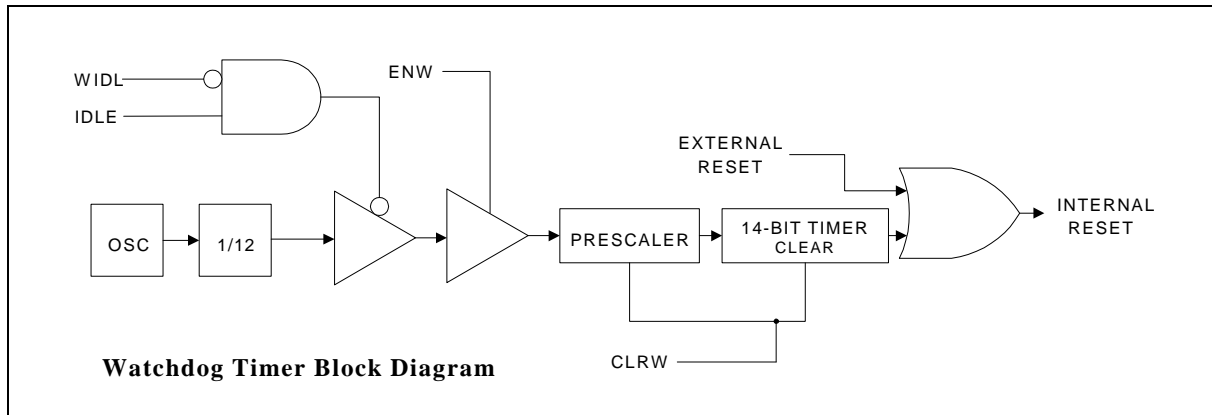 WIDL
IDLE
ENW
EXTERNAL
RESET
OSC
1/12
PRESCALER
14-BIT TIMER
CLEAR
INTERNAL
RESET
CLRW
Watchdog Timer Block Diagram